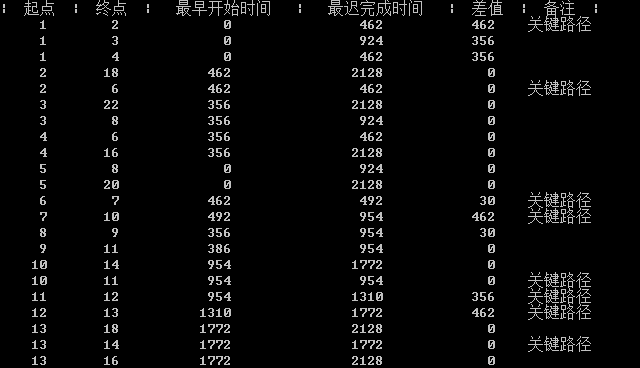 ¦ 起点 ¦ 终点 ¦ 最早开始时间 ¦ 最迟完成时间 ¦ 差值 ¦ 备注 ¦
1 2 0 462 462 关键路径
1 3 0 924 356
1 4 0 462 356
2 18 462 2128 0
2 6 462 462 0 关键路径
3 22 356 2128 0
3 8 356 924 0
4 6 356 462 0
4 16 356 2128 0
5 8 0 924 0
5 20 0 2128 0
6 7 462 492 30 关键路径
7 10 492 954 462 关键路径
8 9 356 954 30
9 11 386 954 0
10 14 954 1772 0
10 11 954 954 0 关键路径
11 12 954 1310 356 关键路径
12 13 1310 1772 462 关键路径
13 18 1772 2128 0
13 14 1772 1772 0 关键路径
13 16 1772 2128 0